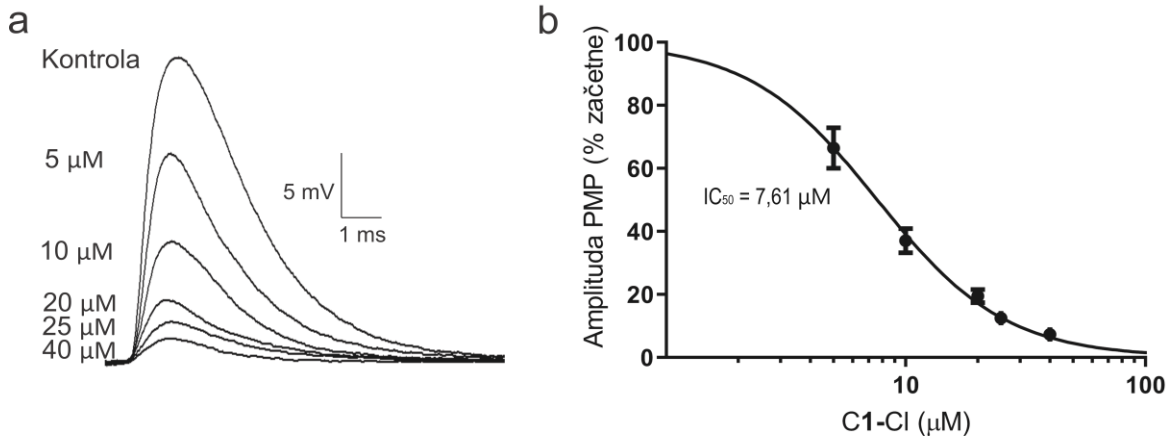 a
Kontrola
5 μM
10 μM
20 μM
25 μM
40 μM
5 mV
1 ms
b
Amplituda PMP (% začetne)
100
80
60
40
20
0
IC₅₀ = 7,61 μM
10
100
C1-Cl (μM)